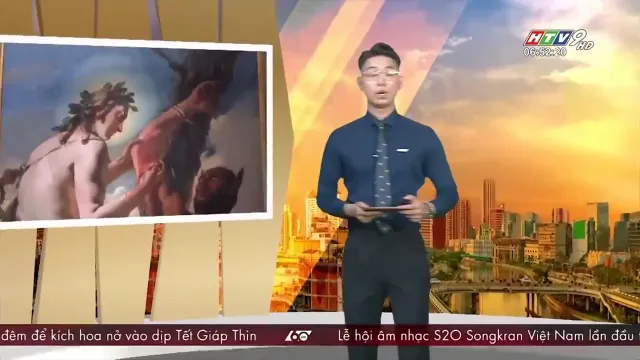 HTV9 HD
06:52:20
đêm để kích hoa nở vào dịp Tết Giáp Thìn 60 Lễ hội âm nhạc S2O Songkran Việt Nam lần đầu